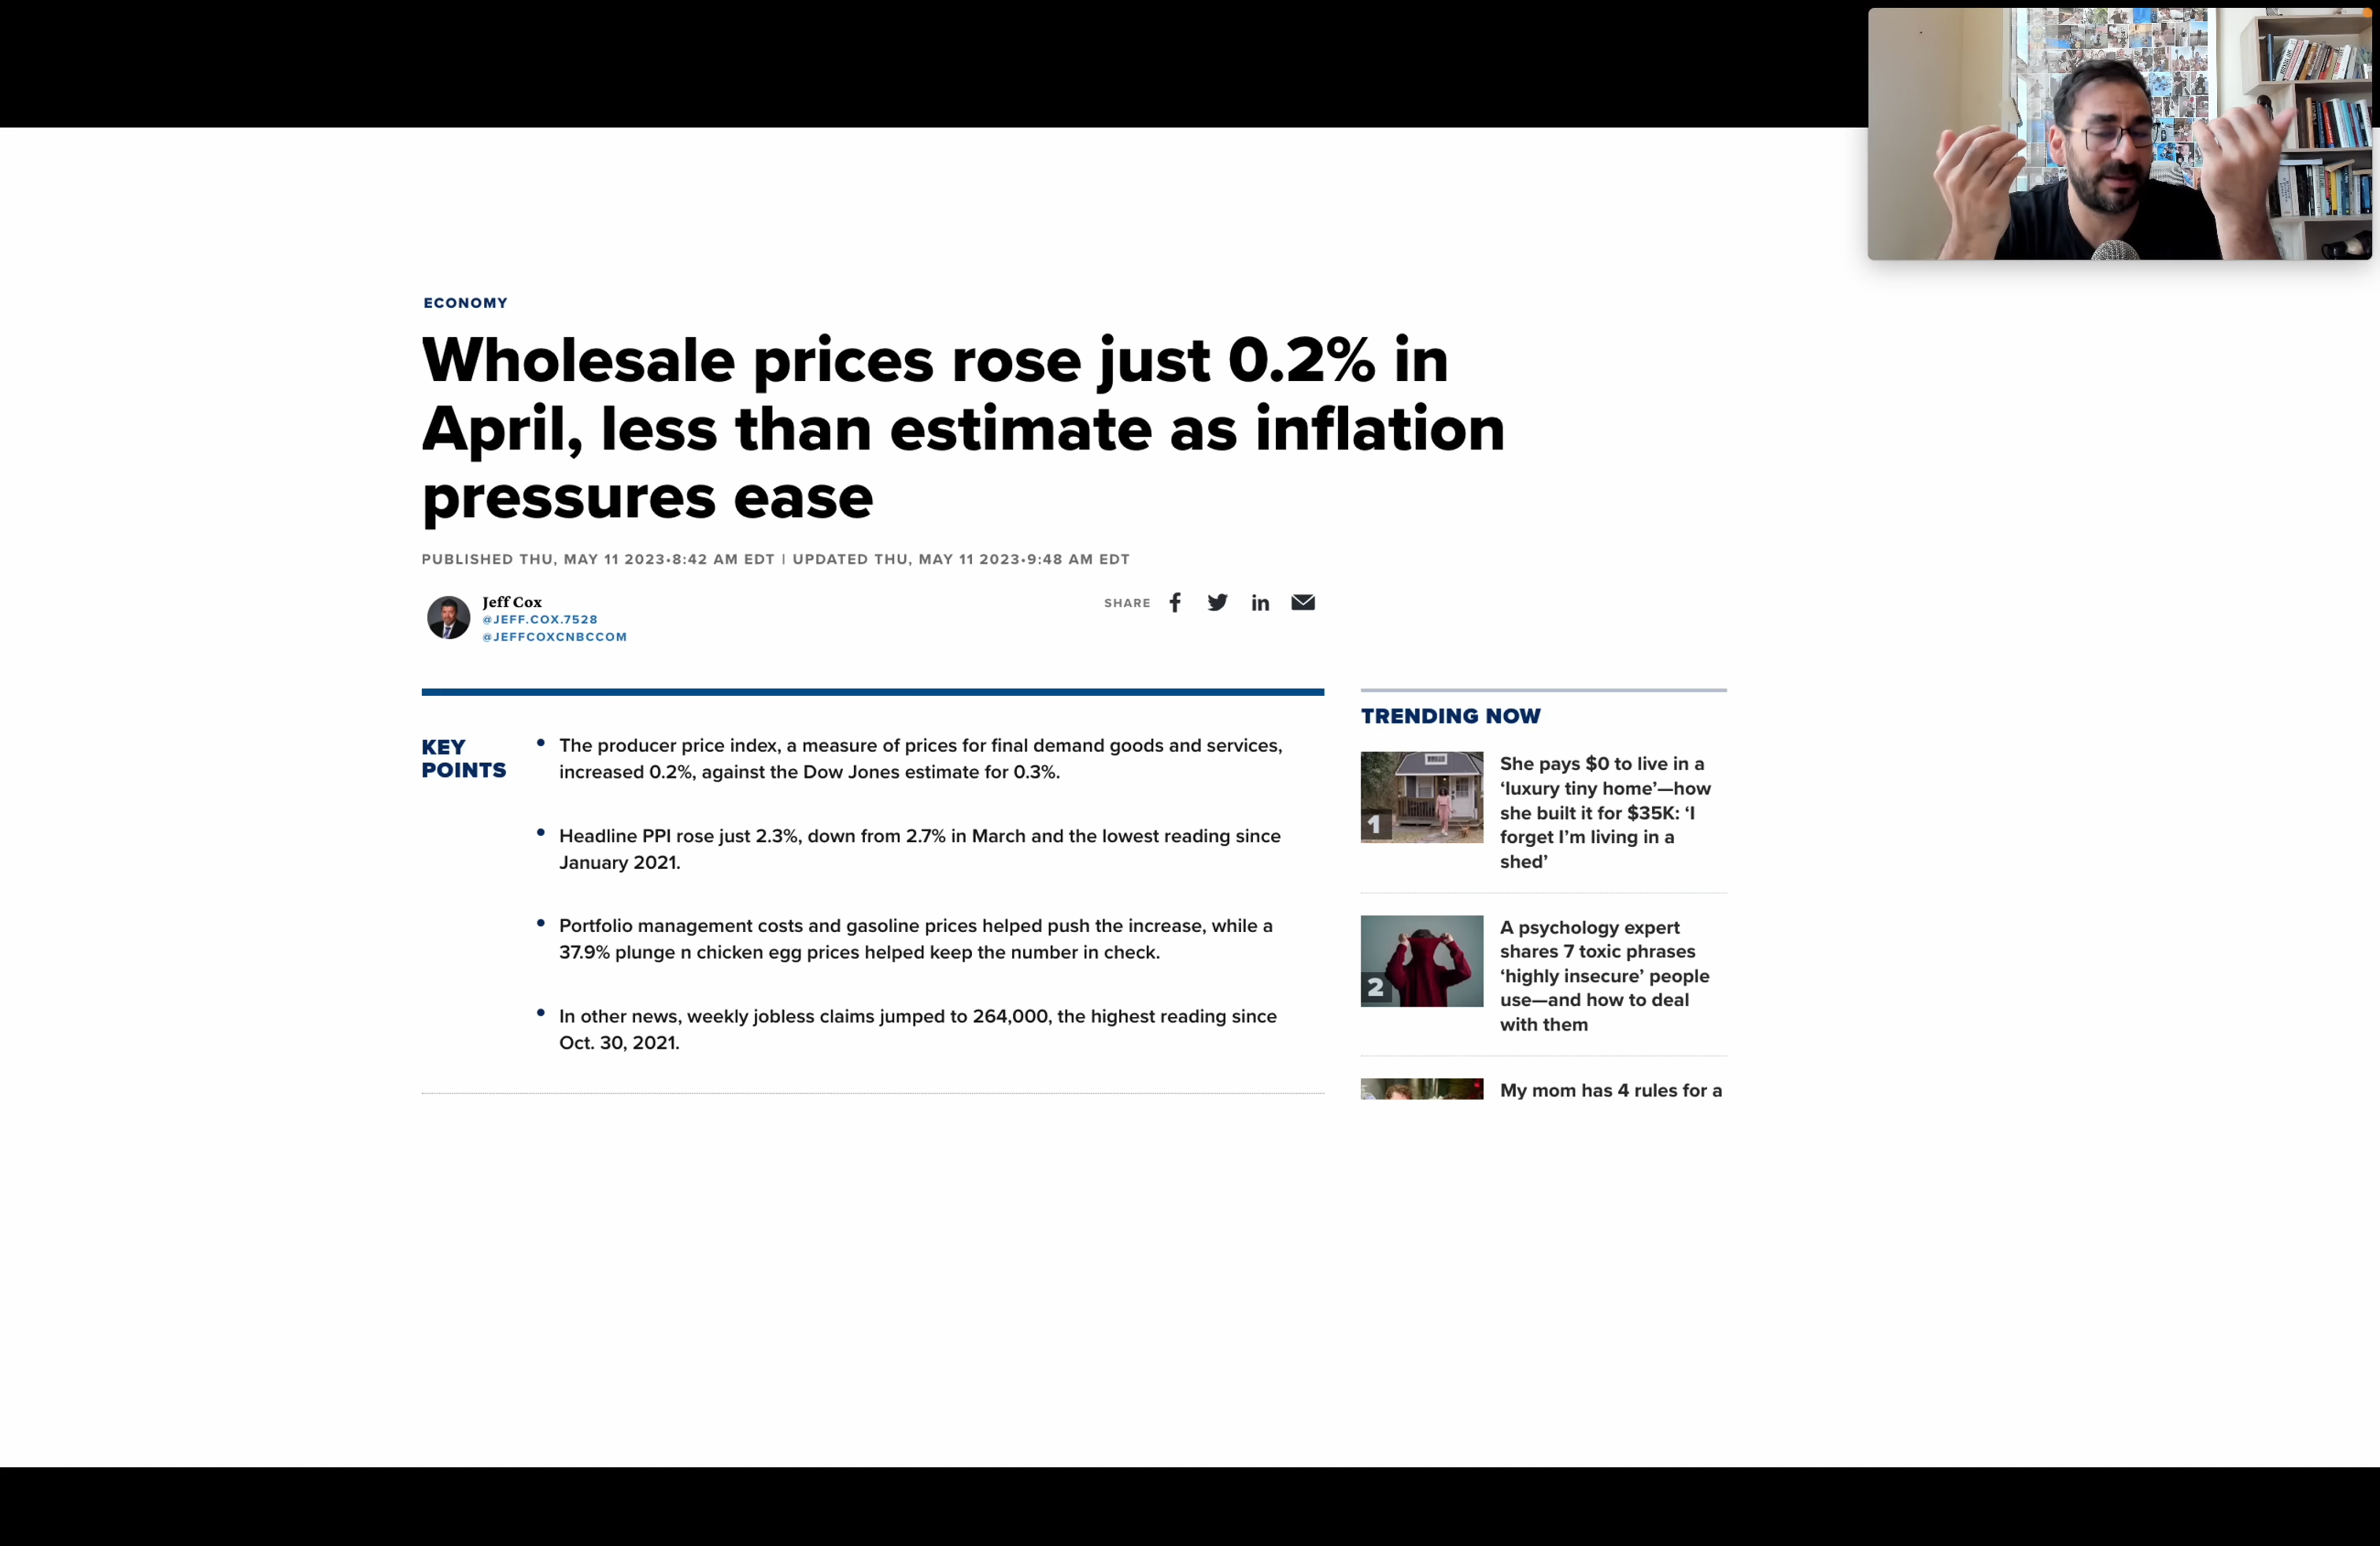 ECONOMY
Wholesale prices rose just 0.2% in
April, less than estimate as inflation
pressures ease
PUBLISHED THU, MAY 11 2023•8:42 AM EDT | UPDATED THU, MAY 11 2023•9:48 AM EDT
Jeff Cox
@JEFF.COX.7528
@JEFFCOXCNBCCOM
SHARE
KEY
POINTS
The producer price index, a measure of prices for final demand goods and services,
increased 0.2%, against the Dow Jones estimate for 0.3%.
Headline PPI rose just 2.3%, down from 2.7% in March and the lowest reading since
January 2021.
Portfolio management costs and gasoline prices helped push the increase, while a
37.9% plunge n chicken egg prices helped keep the number in check.
In other news, weekly jobless claims jumped to 264,000, the highest reading since
Oct. 30, 2021.
TRENDING NOW
1
She pays $0 to live in a
‘luxury tiny home’—how
she built it for $35K: ‘I
forget I’m living in a
shed’
2
A psychology expert
shares 7 toxic phrases
‘highly insecure’ people
use—and how to deal
with them
My mom has 4 rules for a